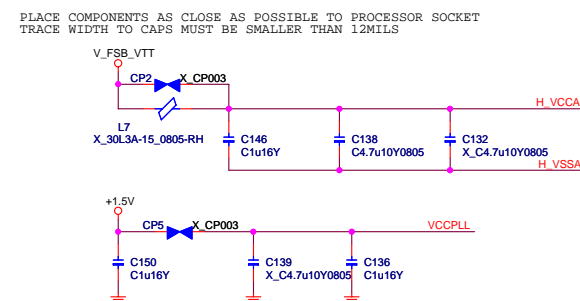 PLACE COMPONENTS AS CLOSE AS POSSIBLE TO PROCESSOR SOCKET
TRACE WIDTH TO CAPS MUST BE SMALLER THAN 12MILS
V_FSB_VTT
CP2 X_CP003
H_VCCA
L7
X_30L3A-15_0805-RH
C146
C1u16Y
C138
C4.7u10Y0805
C132
X_C4.7u10Y0805
H_VSSA
+1.5V
CP5 X_CP003
VCCPLL
C150
C1u16Y
C139
X_C4.7u10Y0805
C136
C1u16Y